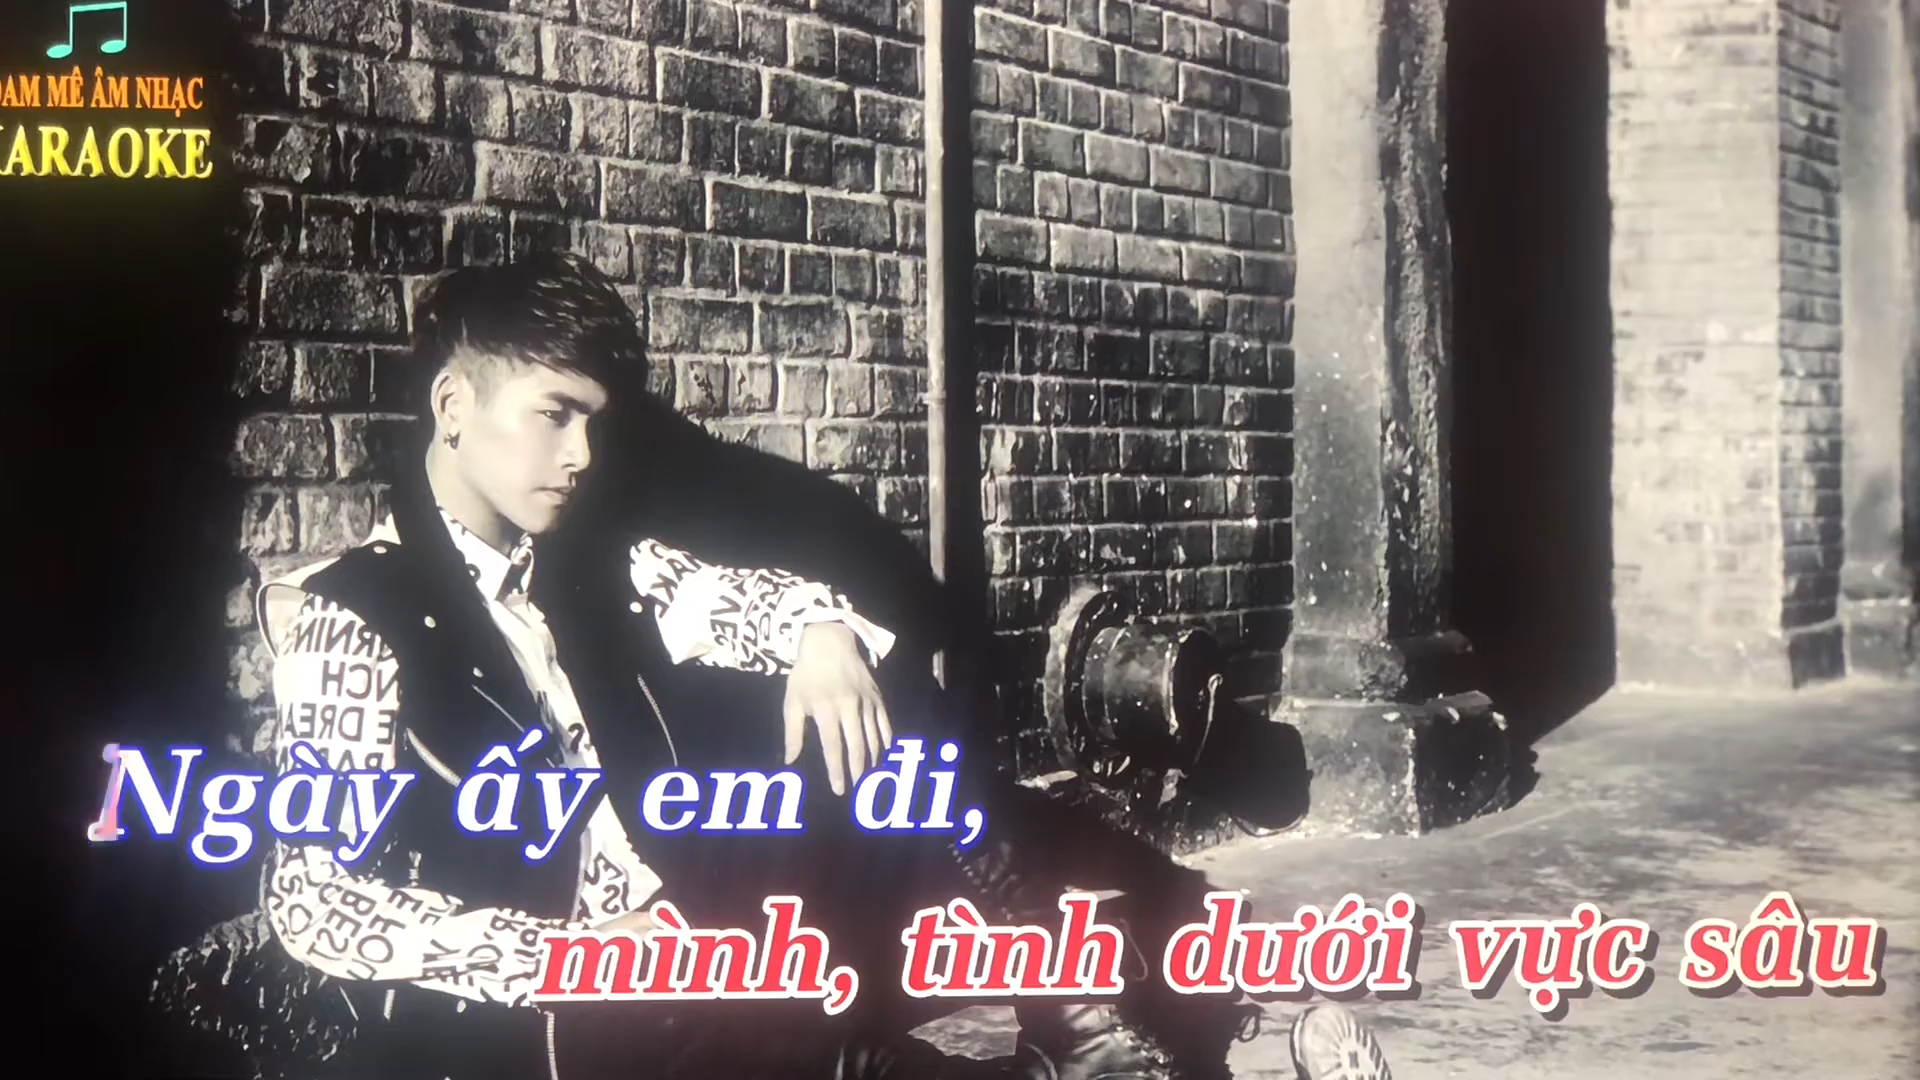 ĐAM MÊ ÂM NHẠC
KARAOKE
Ngày ấy em đi,
mình, tình dưới vực sâu